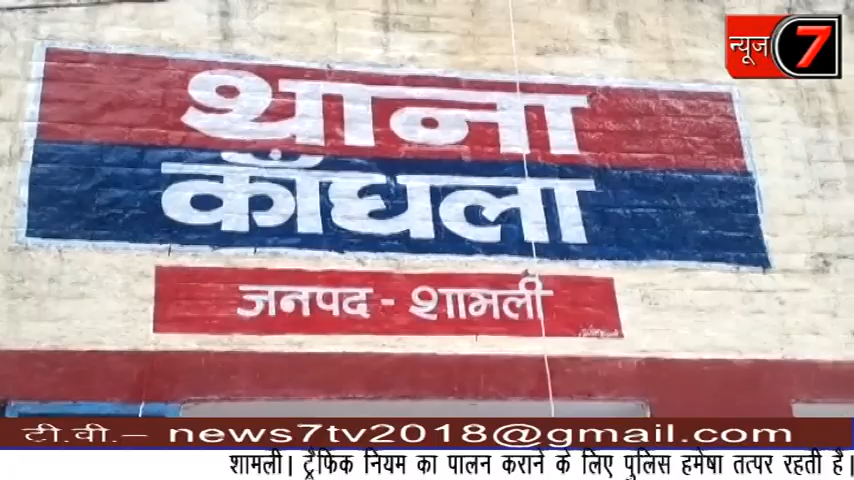 न्यूज 7
थाना
काँधला
जनपद - शामली
टी.वी.– news7tv2018@gmail.com
शामली। ट्रैफिक नियम का पालन कराने के लिए पुलिस हमेषा तत्पर रहती है।